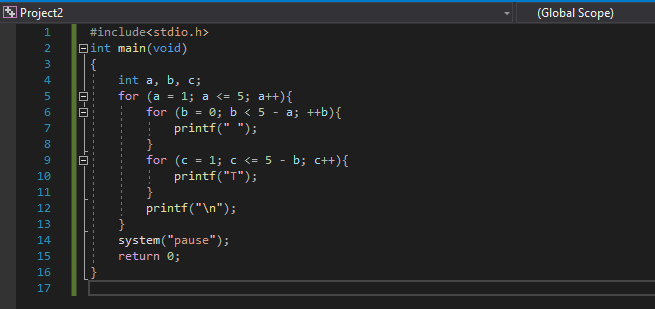 Project2 (Global Scope)
1 #include<stdio.h>
2 int main(void)
3 {
4 int a, b, c;
5 for (a = 1; a <= 5; a++){
6 for (b = 0; b < 5 - a; ++b){
7 printf(" ");
8 }
9 for (c = 1; c <= 5 - b; c++){
10 printf("T");
11 }
12 printf("\n");
13 }
14 system("pause");
15 return 0;
16 }
17